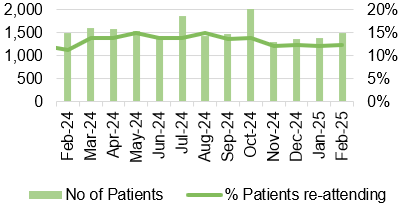 2,000 20%
1,500 15%
1,000 10%
500 5%
0 0%
Feb-24 Mar-24 Apr-24 May-24 Jun-24 Jul-24 Aug-24 Sep-24 Oct-24 Nov-24 Dec-24 Jan-25 Feb-25
No of Patients % Patients re-attending